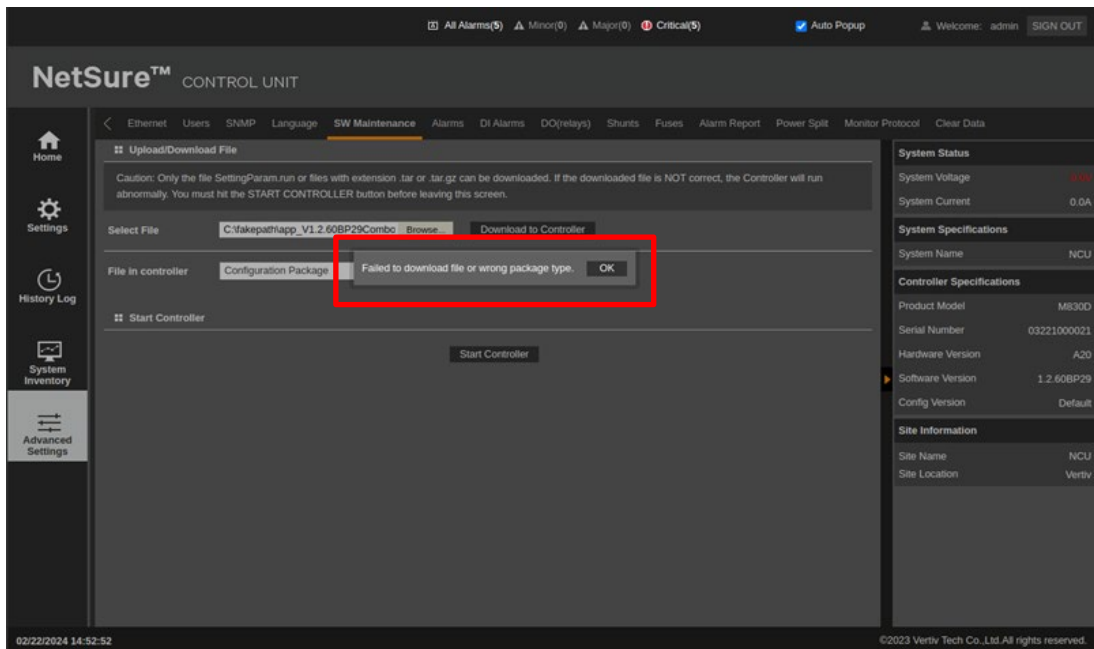 All Alarms(5) Minor(0) Major(0) Critical(5) Auto Popup Welcome: admin SIGN OUT
NetSure™ CONTROL UNIT
Ethernet Users SNMP Language SW Maintenance Alarms DI Alarms DO(relays) Shunts Fuses Alarm Report Power Split Monitor Protocol Clear Data
Home
Settings
History Log
System
Inventory
Advanced
Settings
Upload/Download File
Caution: Only the file SettingParam.run or files with extension .tar or .tar.gz can be downloaded. If the downloaded file is NOT correct, the Controller will run
abnormally. You must hit the START CONTROLLER button before leaving this screen.
Select File C:\fakepath\app_V1.2.60BP29Combo Browse... Download to Controller
File in controller Configuration Package
Failed to download file or wrong package type. OK
Start Controller
Start Controller
System Status
System Voltage 0.0V
System Current 0.0A
System Specifications
System Name NCU
Controller Specifications
Product Model M830D
Serial Number 03221000021
Hardware Version A20
Software Version 1.2.60BP29
Config Version Default
Site Information
Site Name NCU
Site Location Vertiv
02/22/2024 14:52:52
©2023 Vertiv Tech Co.,Ltd.All rights reserved.